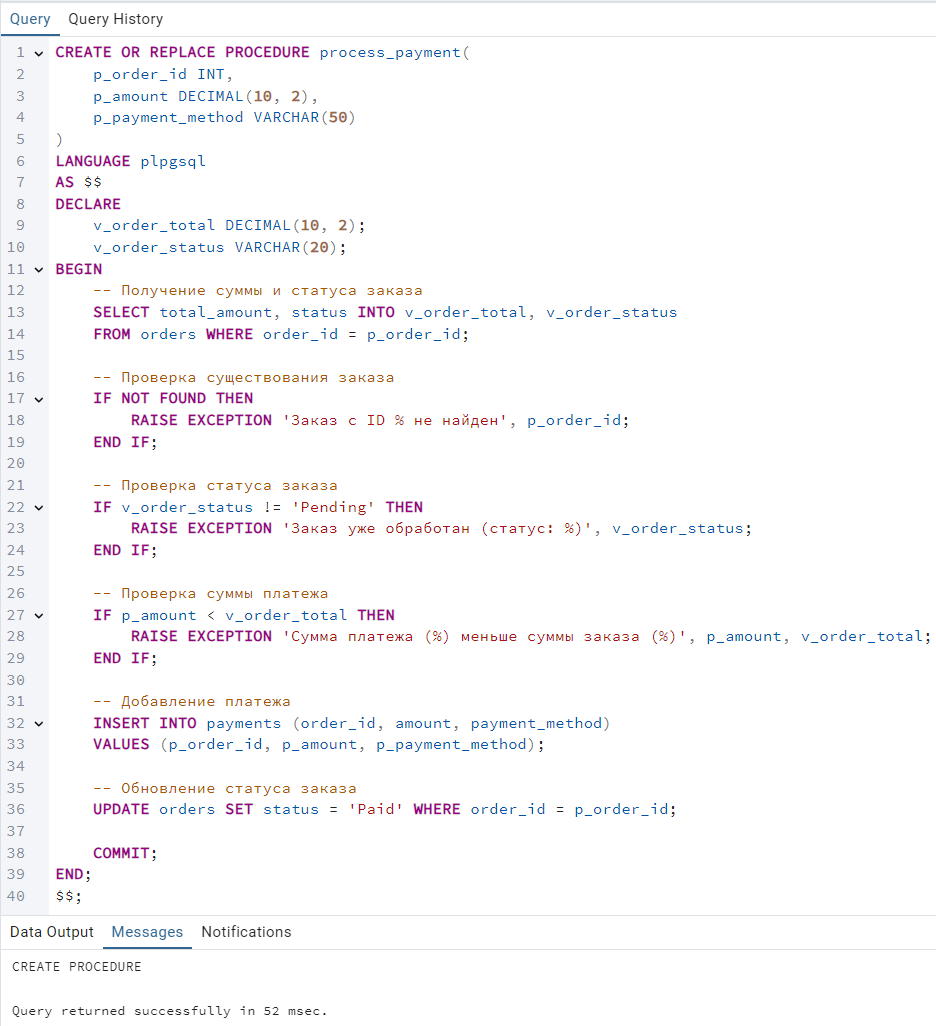 Query Query History
1 CREATE OR REPLACE PROCEDURE process_payment(
2 p_order_id INT,
3 p_amount DECIMAL(10, 2),
4 p_payment_method VARCHAR(50)
5 )
6 LANGUAGE plpgsql
7 AS $$
8 DECLARE
9 v_order_total DECIMAL(10, 2);
10 v_order_status VARCHAR(20);
11 BEGIN
12 -- Получение суммы и статуса заказа
13 SELECT total_amount, status INTO v_order_total, v_order_status
14 FROM orders WHERE order_id = p_order_id;
15
16 -- Проверка существования заказа
17 IF NOT FOUND THEN
18 RAISE EXCEPTION 'Заказ с ID % не найден', p_order_id;
19 END IF;
20
21 -- Проверка статуса заказа
22 IF v_order_status != 'Pending' THEN
23 RAISE EXCEPTION 'Заказ уже обработан (статус: %)', v_order_status;
24 END IF;
25
26 -- Проверка суммы платежа
27 IF p_amount < v_order_total THEN
28 RAISE EXCEPTION 'Сумма платежа (%) меньше суммы заказа (%)', p_amount, v_order_total;
29 END IF;
30
31 -- Добавление платежа
32 INSERT INTO payments (order_id, amount, payment_method)
33 VALUES (p_order_id, p_amount, p_payment_method);
34
35 -- Обновление статуса заказа
36 UPDATE orders SET status = 'Paid' WHERE order_id = p_order_id;
37
38 COMMIT;
39 END;
40 $$;
Data Output Messages Notifications
CREATE PROCEDURE
Query returned successfully in 52 msec.